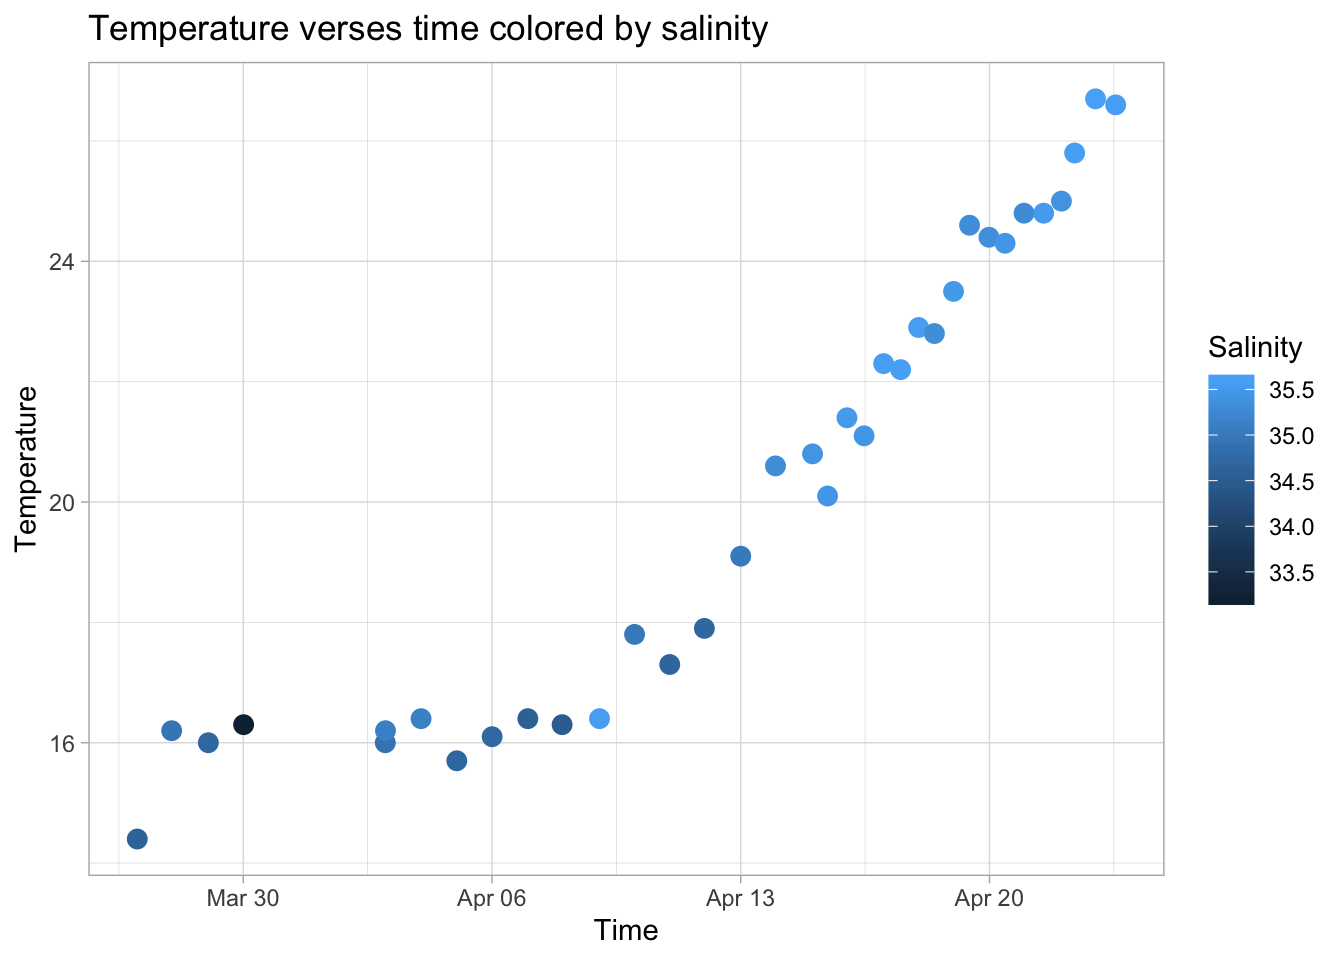 Temperature verses time colored by salinity
24
20
16
Temperature
Mar 30
Apr 06
Apr 13
Apr 20
Time
Salinity
35.5
35.0
34.5
34.0
33.5